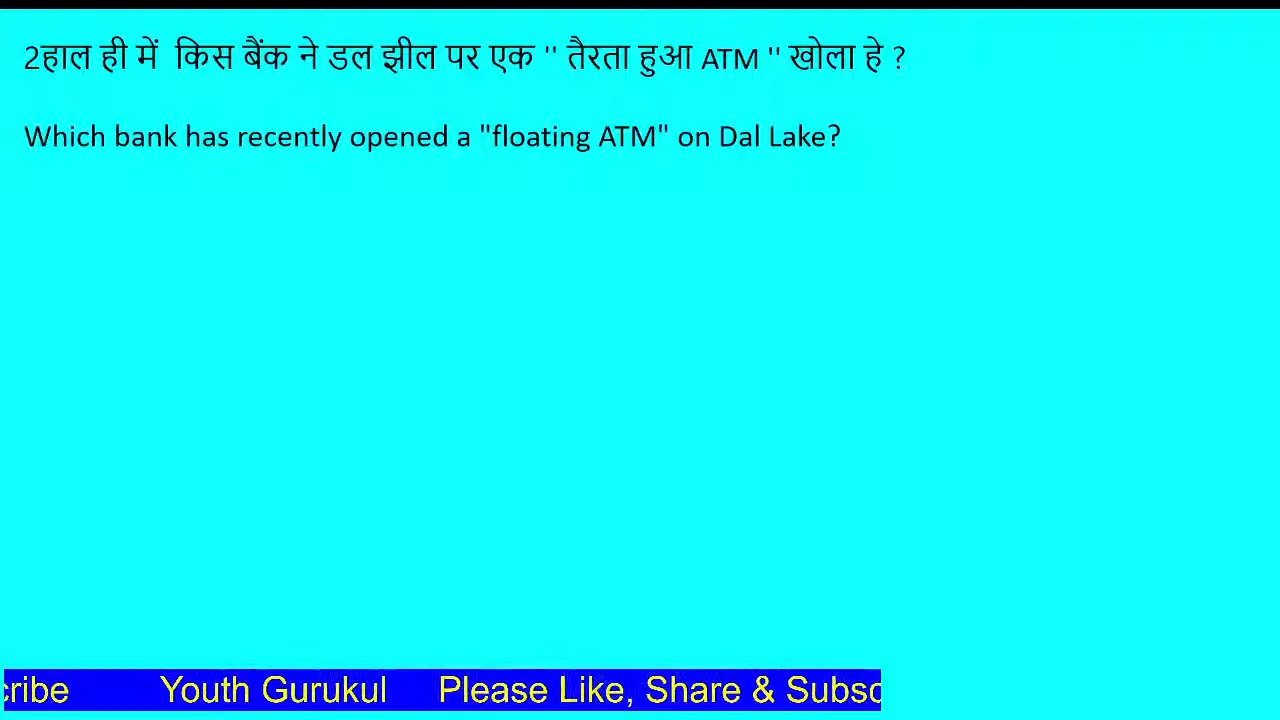 2हाल ही में किस बैंक ने डल झील पर एक '' तैरता हुआ ATM '' खोला हे ?
Which bank has recently opened a "floating ATM" on Dal Lake?
cribe Youth Gurukul Please Like, Share & Subsc